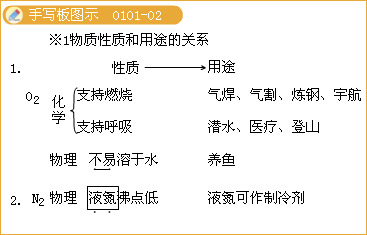 手写板图示 0101-02
※1物质性质和用途的关系
1. 性质 → 用途
O₂ 化学 支持燃烧 气焊、气割、炼钢、宇航
支持呼吸 潜水、医疗、登山
物理 不易溶于水 养鱼
2. N₂ 物理 液氮沸点低 液氮可作制冷剂